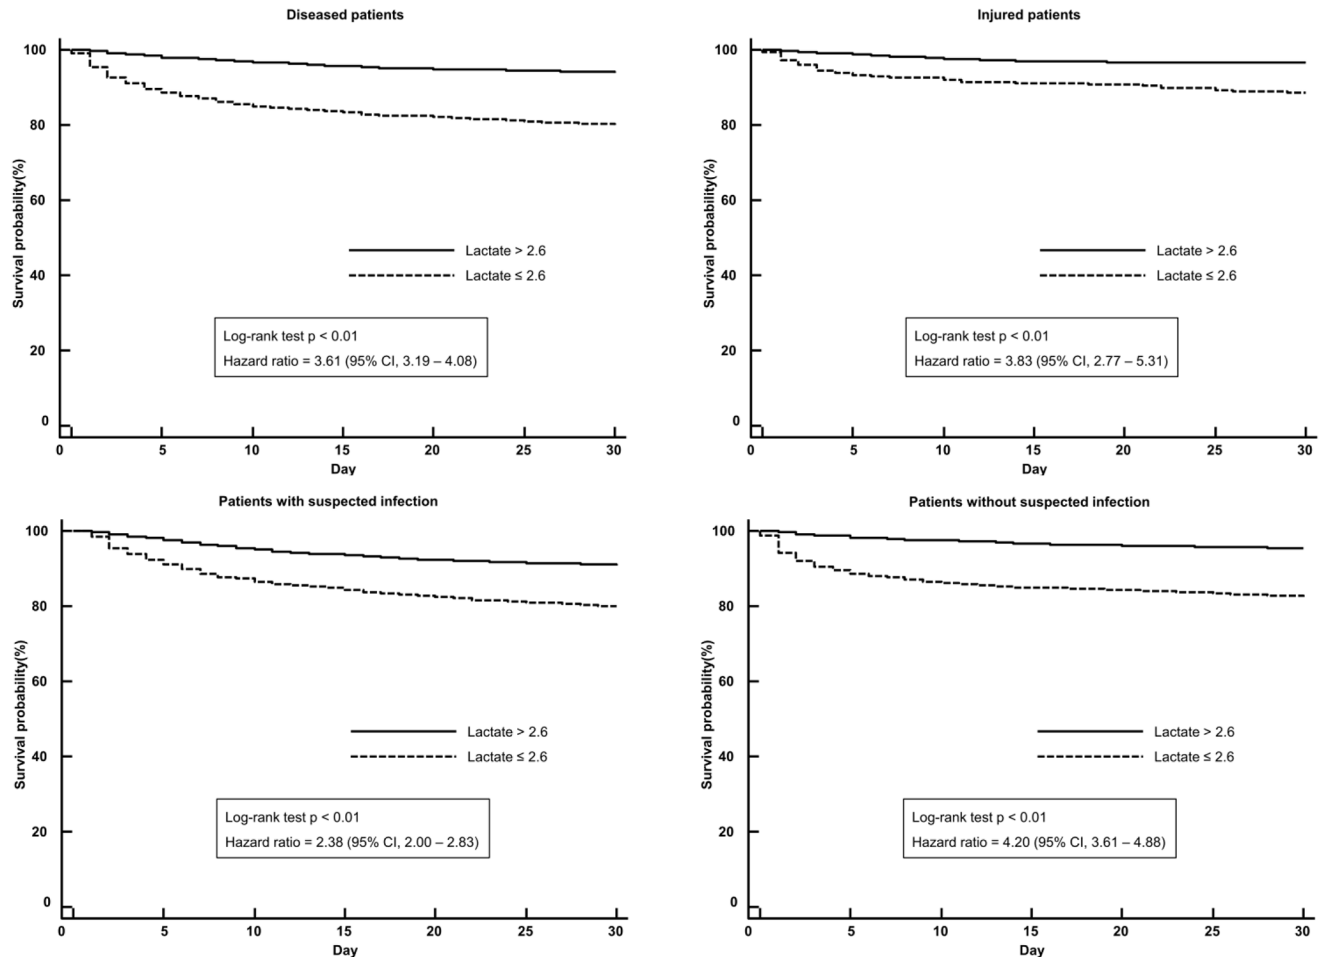 Diseased patients
100
80
60
40
20
0
Survival probability(%)
Lactate > 2.6
Lactate ≤ 2.6
Log-rank test p < 0.01
Hazard ratio = 3.61 (95% CI, 3.19 – 4.08)
0 5 10 15 20 25 30
Day
Injured patients
100
80
60
40
20
0
Survival probability(%)
Lactate > 2.6
Lactate ≤ 2.6
Log-rank test p < 0.01
Hazard ratio = 3.83 (95% CI, 2.77 – 5.31)
0 5 10 15 20 25 30
Day
Patients with suspected infection
100
80
60
40
20
0
Survival probability(%)
Lactate > 2.6
Lactate ≤ 2.6
Log-rank test p < 0.01
Hazard ratio = 2.38 (95% CI, 2.00 – 2.83)
0 5 10 15 20 25 30
Day
Patients without suspected infection
100
80
60
40
20
0
Survival probability(%)
Lactate > 2.6
Lactate ≤ 2.6
Log-rank test p < 0.01
Hazard ratio = 4.20 (95% CI, 3.61 – 4.88)
0 5 10 15 20 25 30
Day